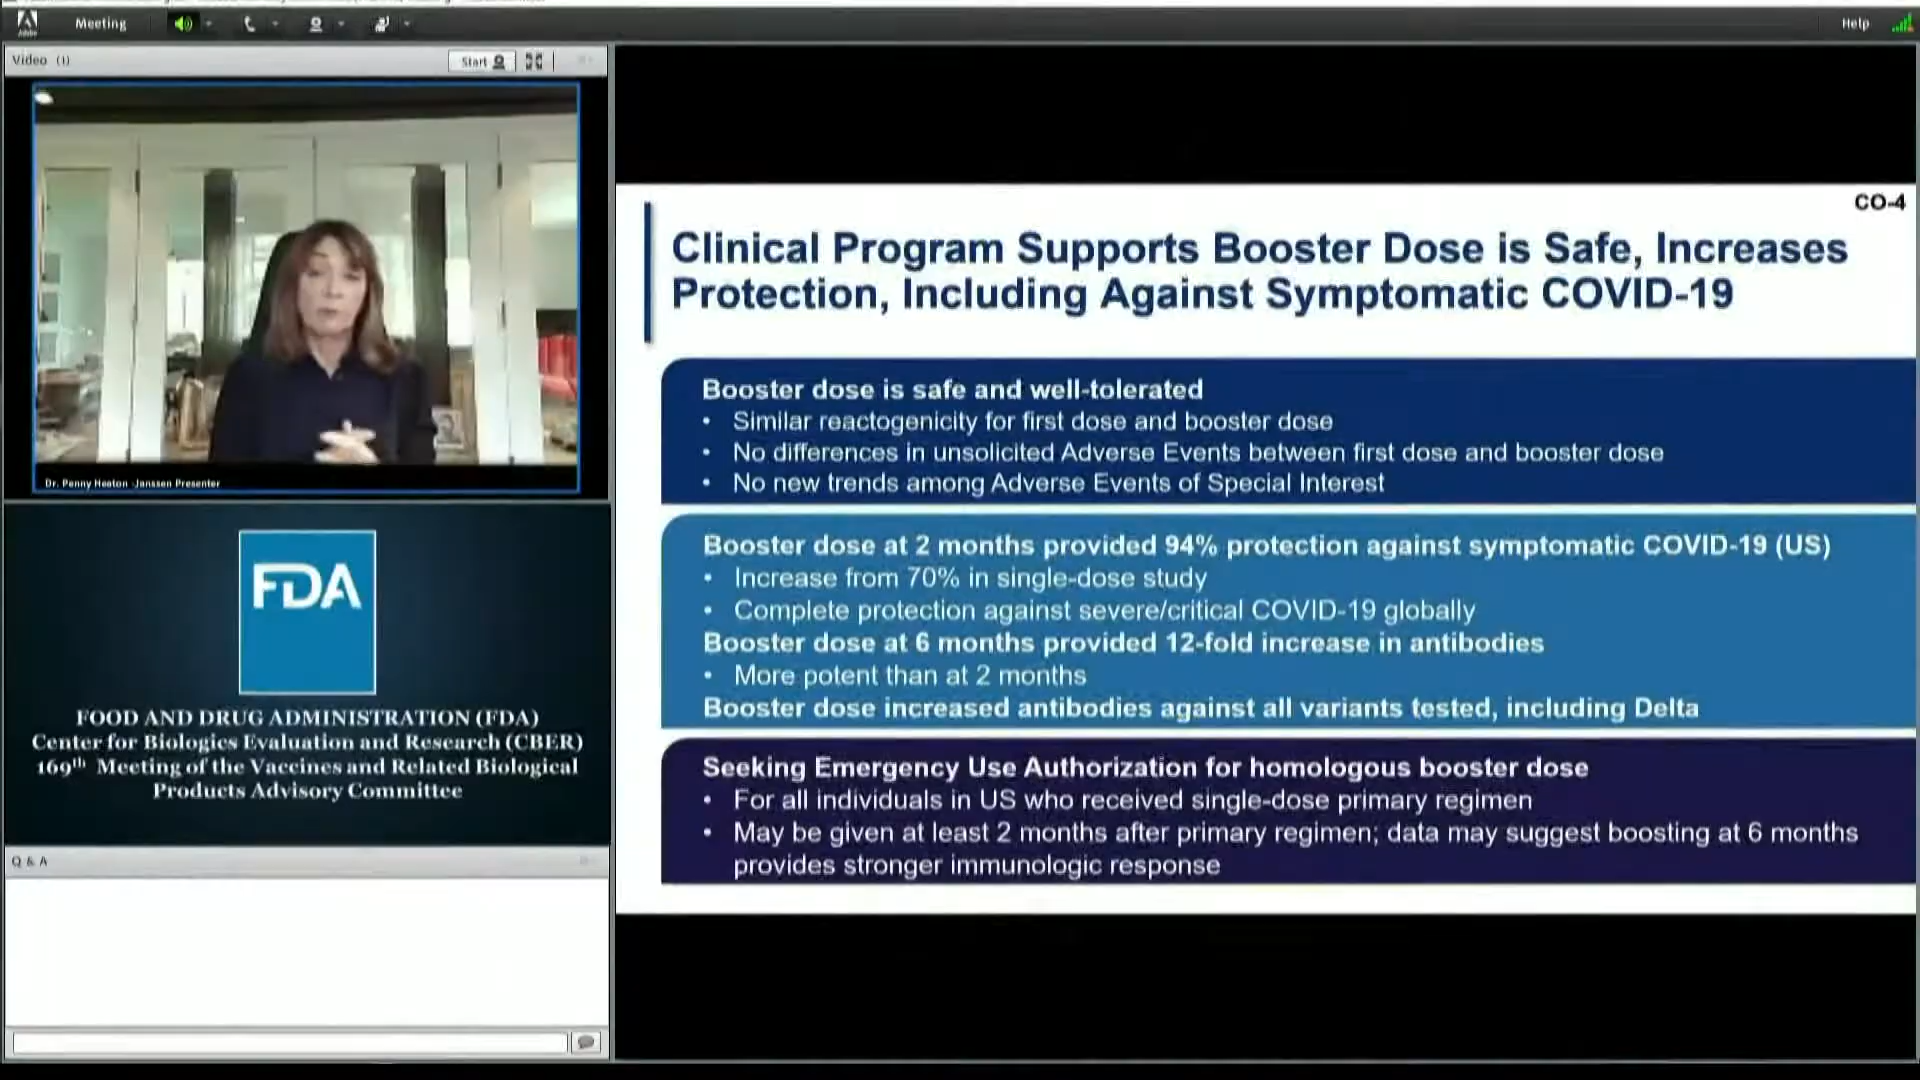 Meeting
Help
Video (1)
Start
Dr. Penny Heaton -Janssen Presenter
FDA
FOOD AND DRUG ADMINISTRATION (FDA)
Center for Biologics Evaluation and Research (CBER)
169th Meeting of the Vaccines and Related Biological
Products Advisory Committee
Q & A
CO-4
Clinical Program Supports Booster Dose is Safe, Increases
Protection, Including Against Symptomatic COVID-19
Booster dose is safe and well-tolerated
• Similar reactogenicity for first dose and booster dose
• No differences in unsolicited Adverse Events between first dose and booster dose
• No new trends among Adverse Events of Special Interest
Booster dose at 2 months provided 94% protection against symptomatic COVID-19 (US)
• Increase from 70% in single-dose study
• Complete protection against severe/critical COVID-19 globally
Booster dose at 6 months provided 12-fold increase in antibodies
• More potent than at 2 months
Booster dose increased antibodies against all variants tested, including Delta
Seeking Emergency Use Authorization for homologous booster dose
• For all individuals in US who received single-dose primary regimen
• May be given at least 2 months after primary regimen; data may suggest boosting at 6 months
provides stronger immunologic response